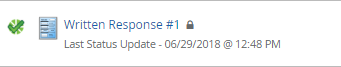 Written Response #1
Last Status Update - 06/29/2018 @ 12:48 PM